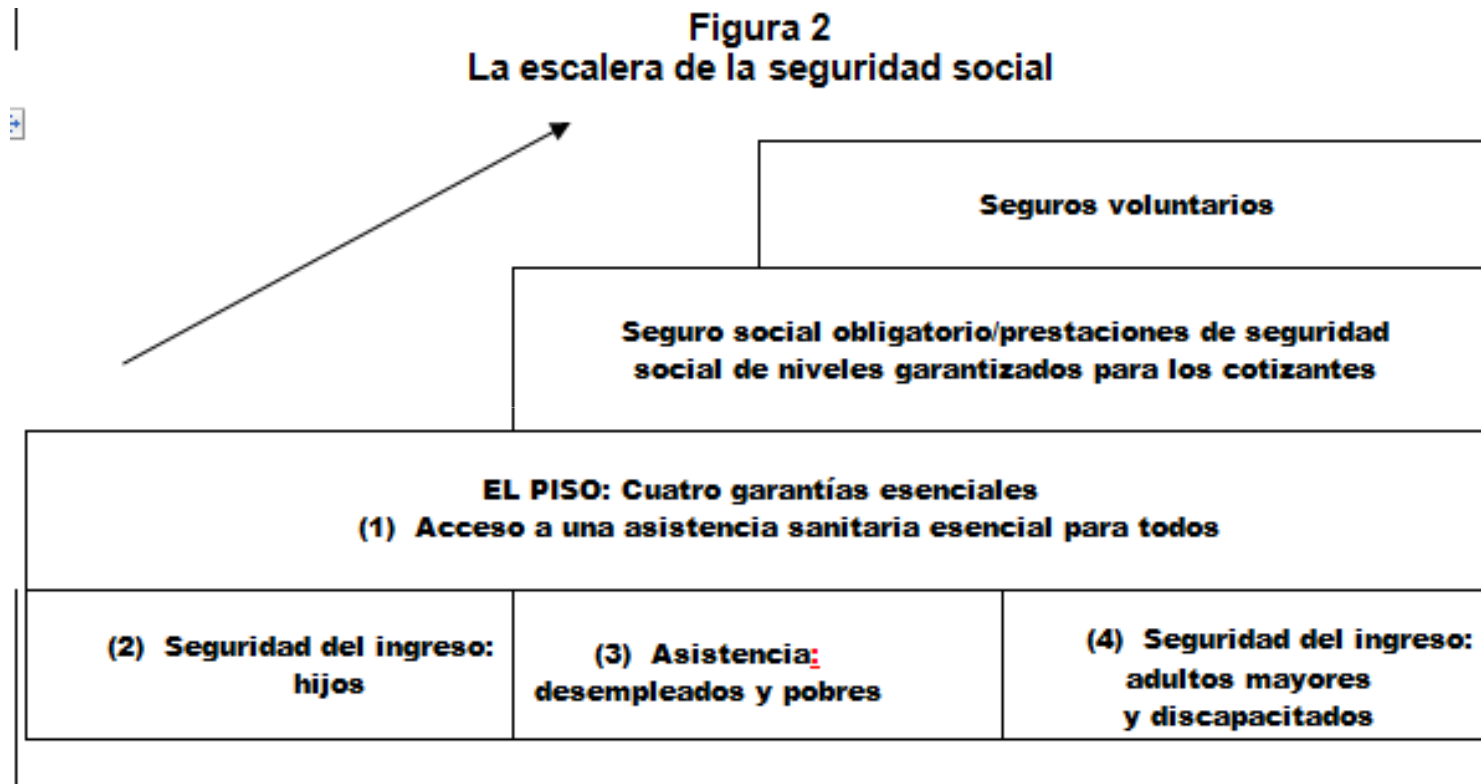 Figura 2
La escalera de la seguridad social
Seguros voluntarios
Seguro social obligatorio/prestaciones de seguridad
social de niveles garantizados para los cotizantes
EL PISO: Cuatro garantías esenciales
(1) Acceso a una asistencia sanitaria esencial para todos
(2) Seguridad del ingreso:
hijos
(3) Asistencia:
desempleados y pobres
(4) Seguridad del ingreso:
adultos mayores
y discapacitados